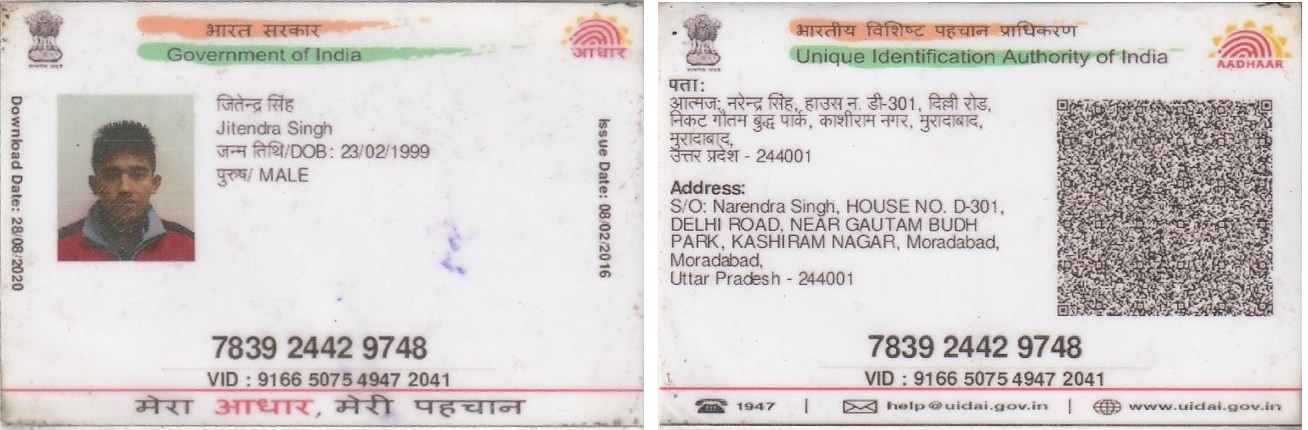 भारत सरकार
Government of India
आधार
Download Date: 28/08/2020
जितेन्द्र सिंह
Jitendra Singh
जन्म तिथि/DOB: 23/02/1999
पुरुष/ MALE
Issue Date: 08/02/2016
7839 2442 9748
VID : 9166 5075 4947 2041
मेरा आधार, मेरी पहचान
भारतीय विशिष्ट पहचान प्राधिकरण
Unique Identification Authority of India
AADHAAR
पता:
आत्मज: नरेन्द्र सिंह, हाउस न. डी-301, दिल्ली रोड,
निकट गौतम बुद्ध पार्क, काशीराम नगर, मुरादाबाद,
मुरादाबाद,
उत्तर प्रदेश - 244001
Address:
S/O: Narendra Singh, HOUSE NO. D-301,
DELHI ROAD, NEAR GAUTAM BUDH
PARK, KASHIRAM NAGAR, Moradabad,
Moradabad,
Uttar Pradesh - 244001
7839 2442 9748
VID : 9166 5075 4947 2041
1947 | help@uidai.gov.in | www.uidai.gov.in